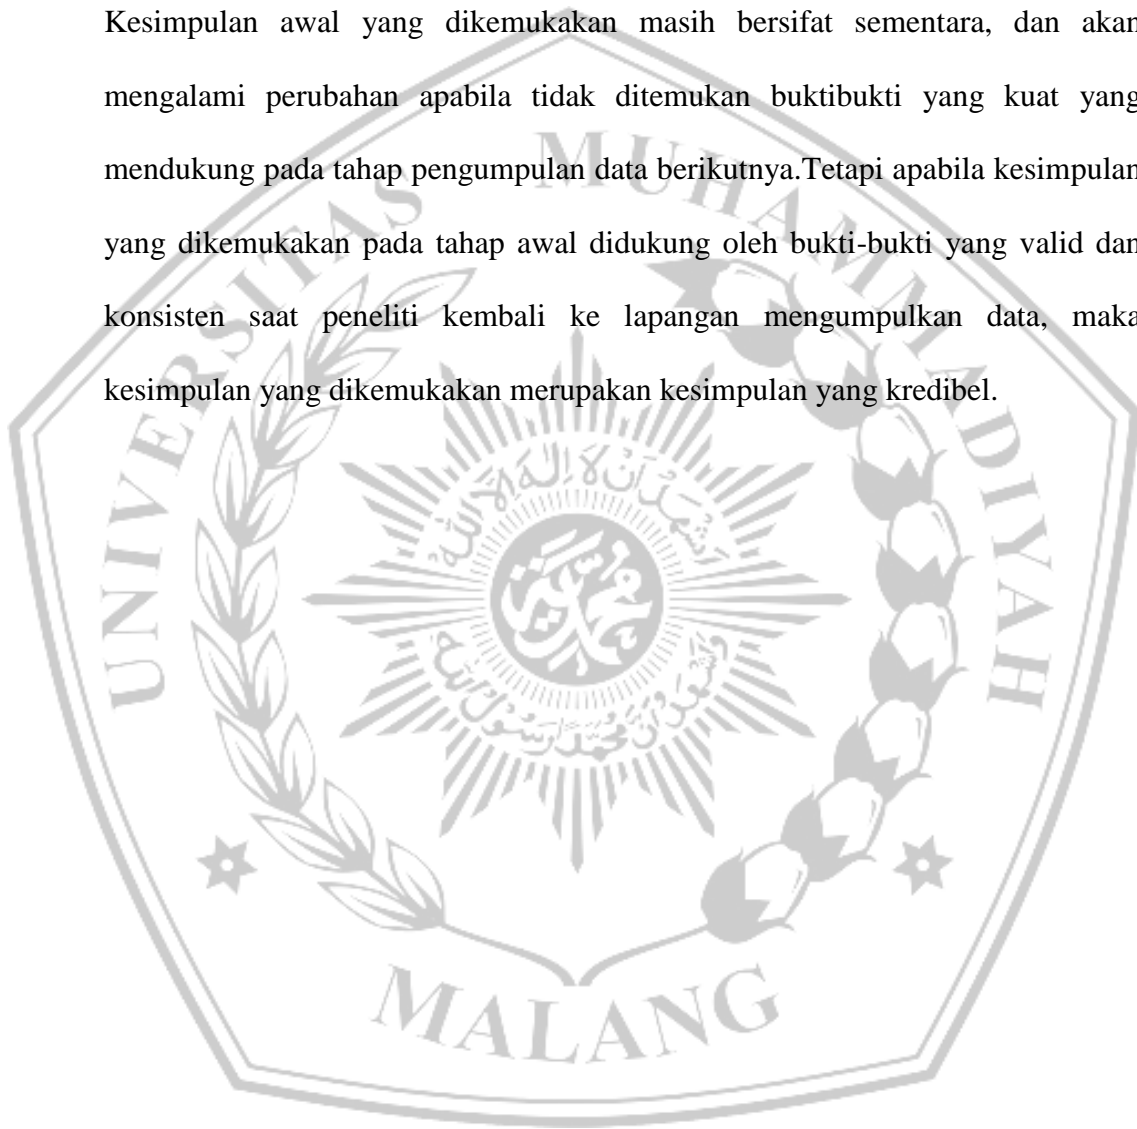 Kesimpulan awal yang dikemukakan masih bersifat sementara, dan akan
mengalami perubahan apabila tidak ditemukan buktibukti yang kuat yang
mendukung pada tahap pengumpulan data berikutnya.Tetapi apabila kesimpulan
yang dikemukakan pada tahap awal didukung oleh bukti-bukti yang valid dan
konsisten saat peneliti kembali ke lapangan mengumpulkan data, maka
kesimpulan yang dikemukakan merupakan kesimpulan yang kredibel.
UNIVERSITAS MUHAMMADIYAH
MALANG